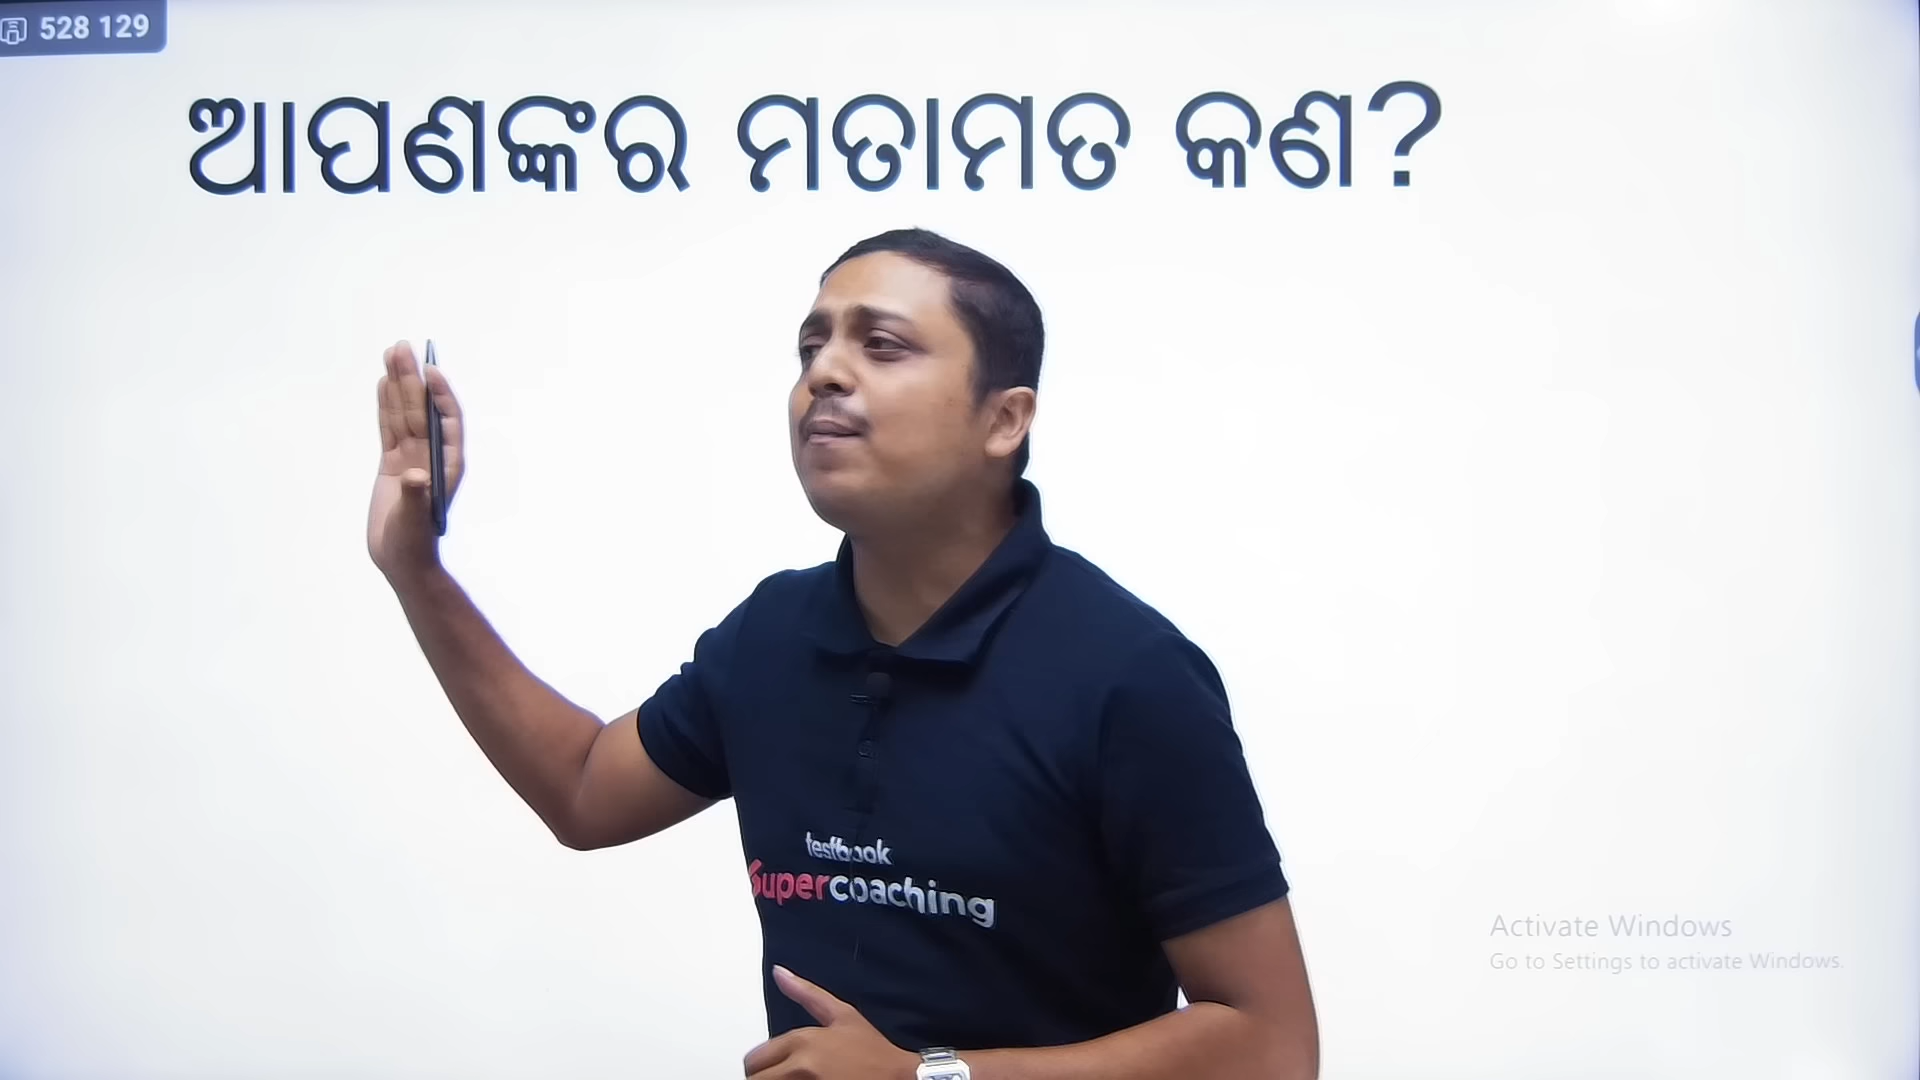 528 129
ଆପଣଙ୍କର ମତାମତ କଣ?
testbook
Supercoaching
Activate Windows
Go to Settings to activate Windows.